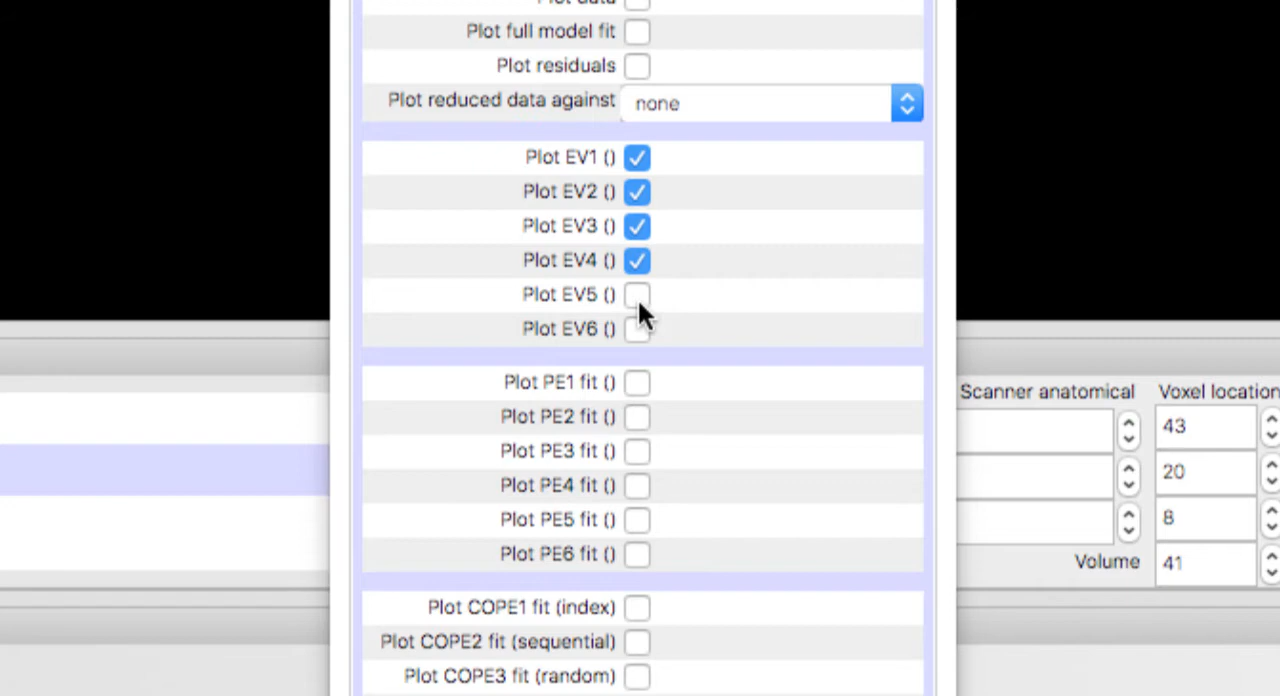 Plot data
Plot full model fit
Plot residuals
Plot reduced data against none
Plot EV1 ()
Plot EV2 ()
Plot EV3 ()
Plot EV4 ()
Plot EV5 ()
Plot EV6 ()
Plot PE1 fit ()
Plot PE2 fit ()
Plot PE3 fit ()
Plot PE4 fit ()
Plot PE5 fit ()
Plot PE6 fit ()
Plot COPE1 fit (index)
Plot COPE2 fit (sequential)
Plot COPE3 fit (random)
Scanner anatomical Voxel location
43
20
8
Volume 41